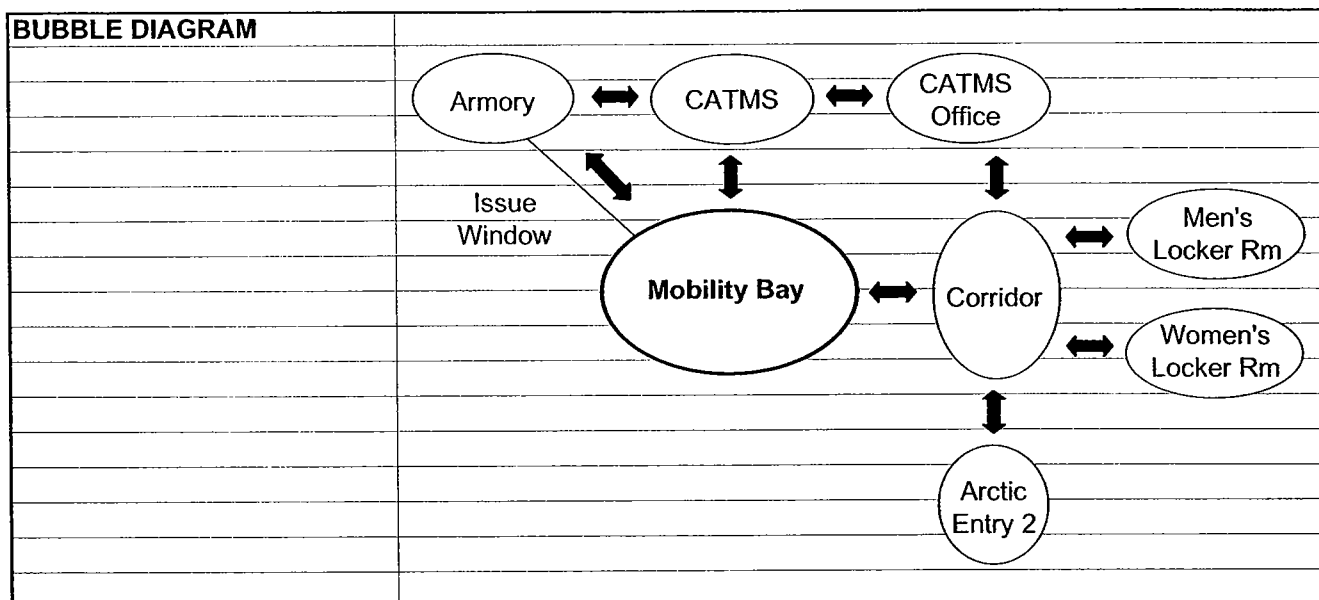 BUBBLE DIAGRAM
Armory
CATMS
CATMS
Office
Issue
Window
Mobility Bay
Corridor
Men's
Locker Rm
Women's
Locker Rm
Arctic
Entry 2